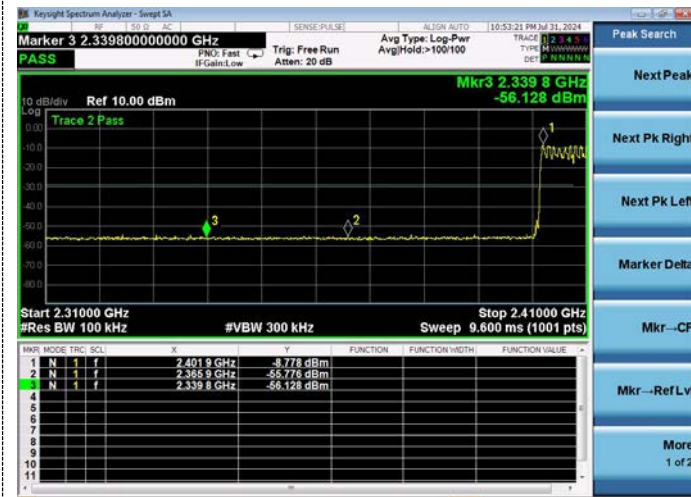 Keysight Spectrum Analyzer - Swept SA
RF 50 Ω AC SENSE:PULSE ALIGN AUTO 10:53:21 PM Jul 31, 2024
Marker 3 2.339800000000 GHz
PNO: Fast
IFGain:Low
Trig: Free Run
Atten: 20 dB
Avg Type: Log-Pwr
Avg|Hold:>100/100
TRACE 1 2 3 4 5 6
TYPE M WWWWW
DET P N N N N N
PASS
Mkr3 2.339 8 GHz
-56.128 dBm
10 dB/div Ref 10.00 dBm
Log
Trace 2 Pass
0.00
-10.0
-20.0
-30.0
-40.0
-50.0
-60.0
-70.0
-80.0
1
2
3
Start 2.31000 GHz Stop 2.41000 GHz
#Res BW 100 kHz #VBW 300 kHz Sweep 9.600 ms (1001 pts)
MKR MODE TRC SCL X Y FUNCTION FUNCTION WIDTH FUNCTION VALUE
1 N 1 f 2.401 9 GHz -8.778 dBm
2 N 1 f 2.365 9 GHz -55.776 dBm
3 N 1 f 2.339 8 GHz -56.128 dBm
4
5
6
7
8
9
10
11
Peak Search
Next Peak
Next Pk Right
Next Pk Left
Marker Delta
Mkr→CF
Mkr→Ref Lv
More
1 of 2